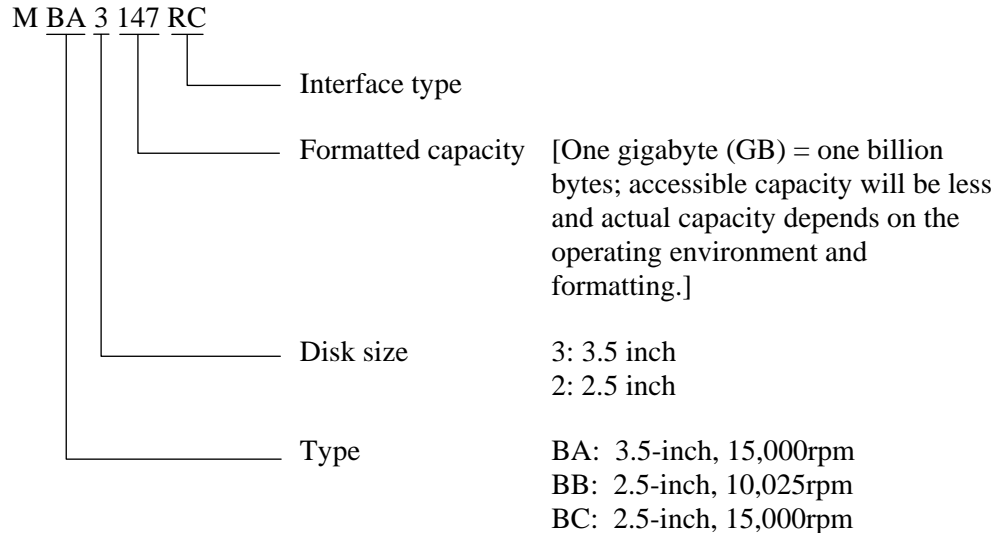 M BA 3 147 RC
Interface type
Formatted capacity [One gigabyte (GB) = one billion
bytes; accessible capacity will be less
and actual capacity depends on the
operating environment and
formatting.]
Disk size 3: 3.5 inch
2: 2.5 inch
Type BA: 3.5-inch, 15,000rpm
BB: 2.5-inch, 10,025rpm
BC: 2.5-inch, 15,000rpm